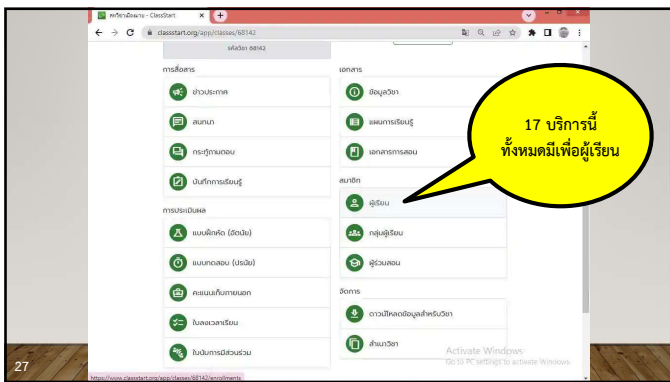 สหวิชาเมืองนาย - ClassStart
classstart.org/app/classes/68142
รหัสวิชา 68142
การสื่อสาร
ข่าวประกาศ
สนทนา
กระทู้ถามตอบ
บันทึกการเรียนรู้
การประเมินผล
แบบฝึกหัด (อัตนัย)
แบบทดสอบ (ปรนัย)
คะแนนเก็บภายนอก
ใบลงเวลาเรียน
ใบนับการมีส่วนร่วม
เอกสาร
ข้อมูลวิชา
แผนการเรียนรู้
เอกสารการสอน
สมาชิก
ผู้เรียน
กลุ่มผู้เรียน
ผู้ร่วมสอน
จัดการ
ดาวน์โหลดข้อมูลสำหรับวิชา
สำเนาวิชา
17 บริการนี้
ทั้งหมดมีเพื่อผู้เรียน
Activate Windows
Go to PC settings to activate Windows.
https://www.classstart.org/app/classes/68142/enrollments
27